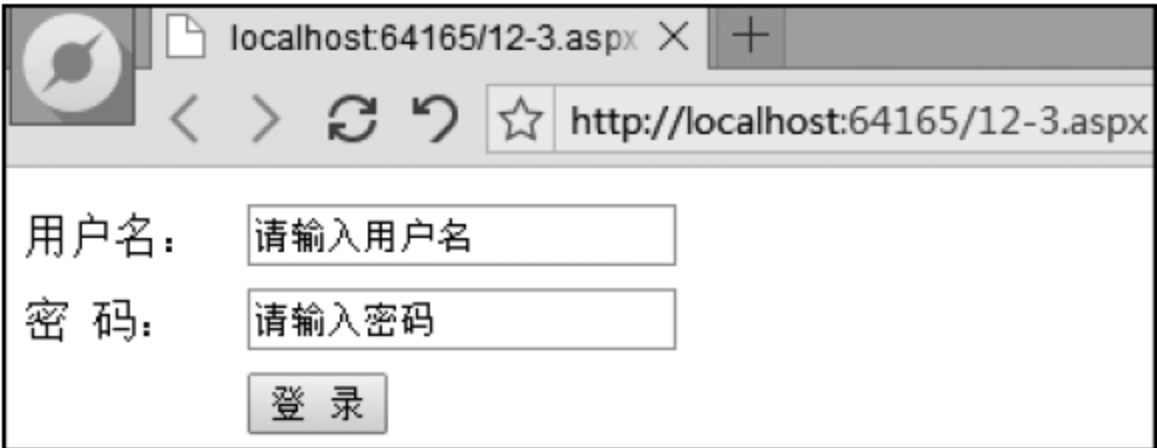 localhost:64165/12-3.aspx
http://localhost:64165/12-3.aspx
用户名： 请输入用户名
密 码： 请输入密码
登 录